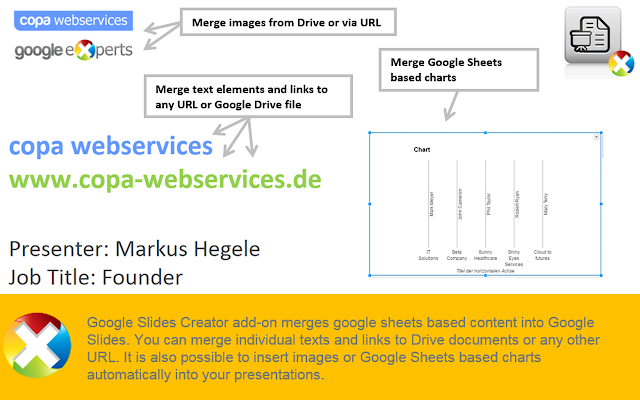 copa webservices
google experts
Merge images from Drive or via URL
Merge text elements and links to
any URL or Google Drive file
Merge Google Sheets
based charts
copa webservices
www.copa-webservices.de
Chart
Mark Meyer
John Cameron
Phil Taylor
Robert Ryan
Mary Terry
IT
Solutions
Beta
Company
Sunny
Healthcare
Shiny
Eyes
Services
Cloud to
futures
Titel der horizontalen Achse
Presenter: Markus Hegele
Job Title: Founder
Google Slides Creator add-on merges google sheets based content into Google
Slides. You can merge individual texts and links to Drive documents or any other
URL. It is also possible to insert images or Google Sheets based charts
automatically into your presentations.